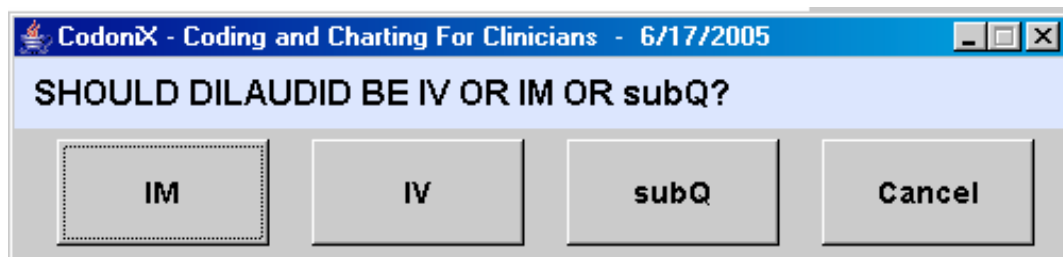 CodoniX - Coding and Charting For Clinicians - 6/17/2005
SHOULD DILAUDID BE IV OR IM OR subQ?
IM IV subQ Cancel